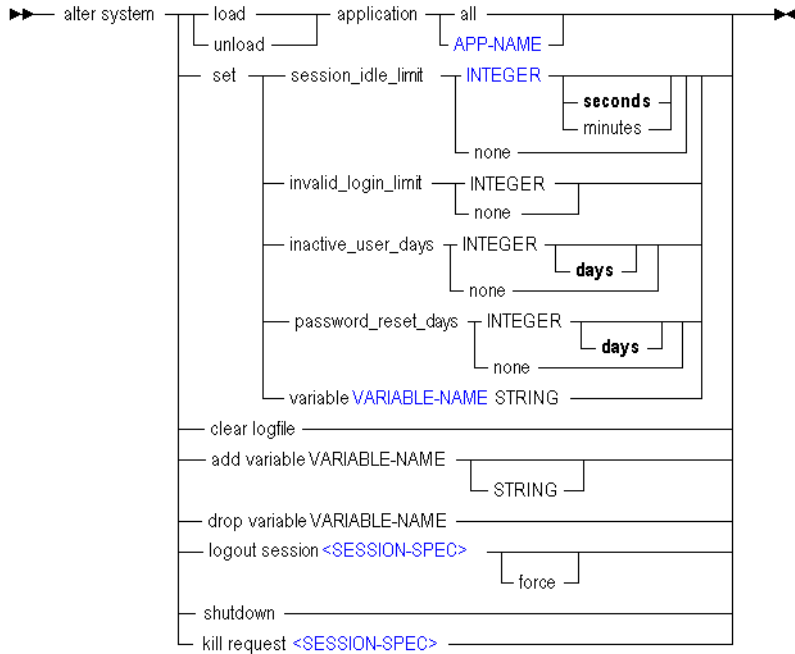 alter system load application all
unload APP-NAME
set session_idle_limit INTEGER
seconds
minutes
none
invalid_login_limit INTEGER
none
inactive_user_days INTEGER
days
none
password_reset_days INTEGER
days
none
variable VARIABLE-NAME STRING
clear logfile
add variable VARIABLE-NAME
STRING
drop variable VARIABLE-NAME
logout session <SESSION-SPEC>
force
shutdown
kill request <SESSION-SPEC>